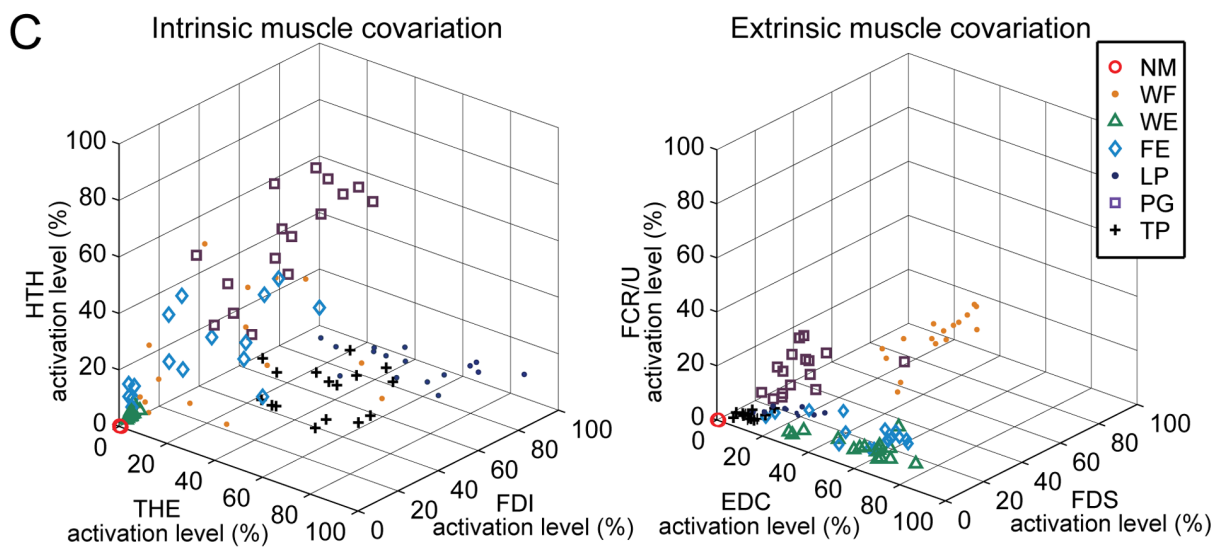 C
Intrinsic muscle covariation
100
80
60
40
20
0
HTH
activation level (%)
0
20
40
60
80
100
THE
activation level (%)
0
20
40
60
80
100
FDI
activation level (%)
Extrinsic muscle covariation
100
80
60
40
20
0
FCR/U
activation level (%)
0
20
40
60
80
100
EDC
activation level (%)
0
20
40
60
80
100
FDS
activation level (%)
NM
WF
WE
FE
LP
PG
TP